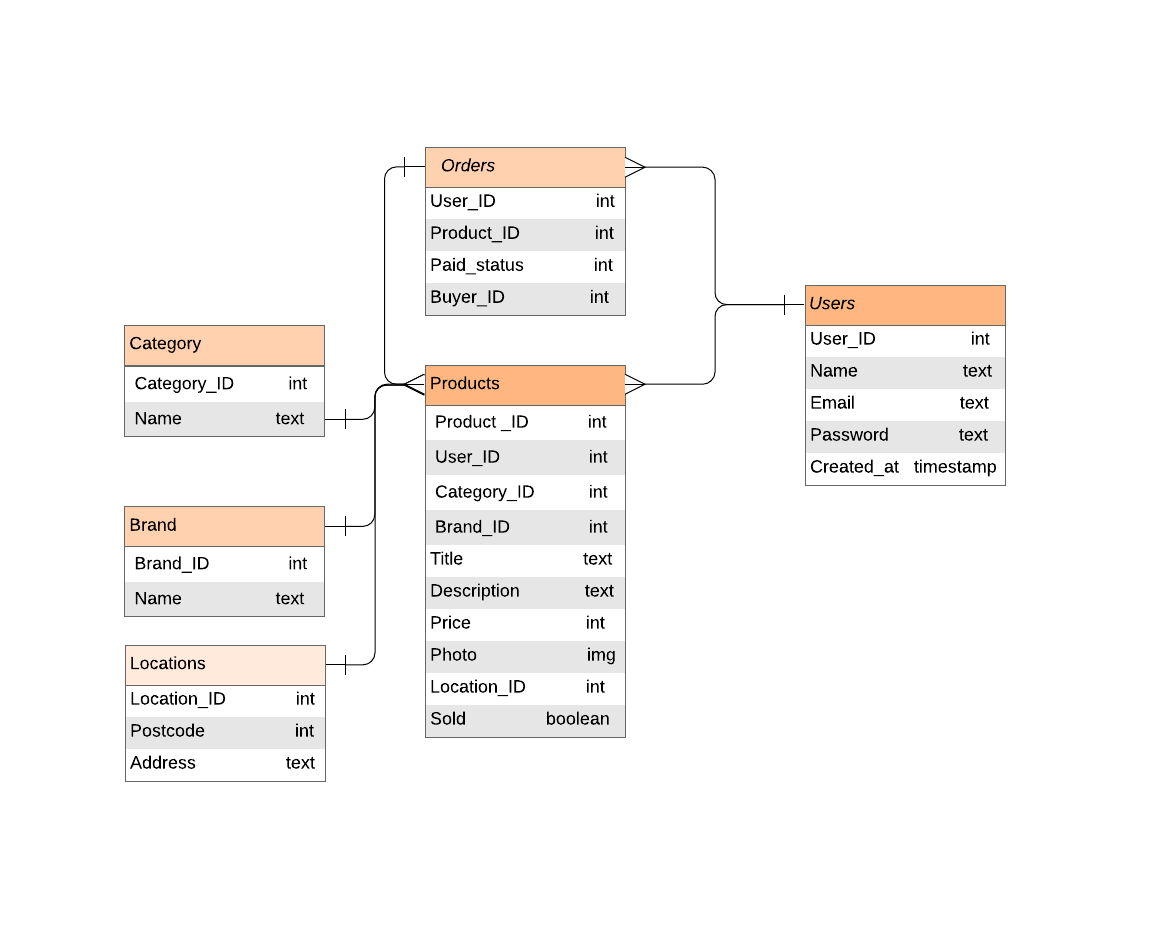 Orders
User_ID int
Product_ID int
Paid_status int
Buyer_ID int
Users
User_ID int
Name text
Email text
Password text
Created_at timestamp
Category
Category_ID int
Name text
Products
Product _ID int
User_ID int
Category_ID int
Brand_ID int
Title text
Description text
Price int
Photo img
Location_ID int
Sold boolean
Brand
Brand_ID int
Name text
Locations
Location_ID int
Postcode int
Address text